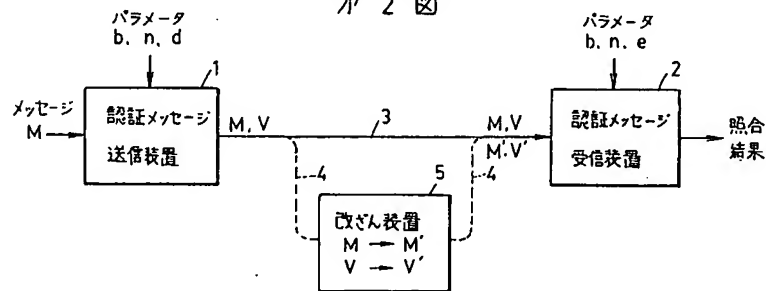 才 2 図
パラメータ
b, n, d
パラメータ
b, n, e
1
2
メッセージ
M
認証メッセージ
送信装置
M, V
3
M, V
M', V'
認証メッセージ
受信装置
照合
結果
4
4
5
改ざん装置
M → M'
V → V'